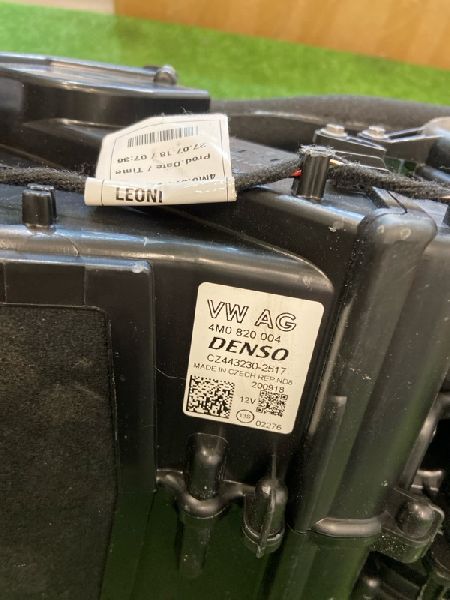 27.07.18 / 07:36
Prod.Date / Time
LEONI
VW AG
4M0 820 004
DENSO
CZ443230-2517
MADE IN CZECH REP.ND8
200918
12V
02276